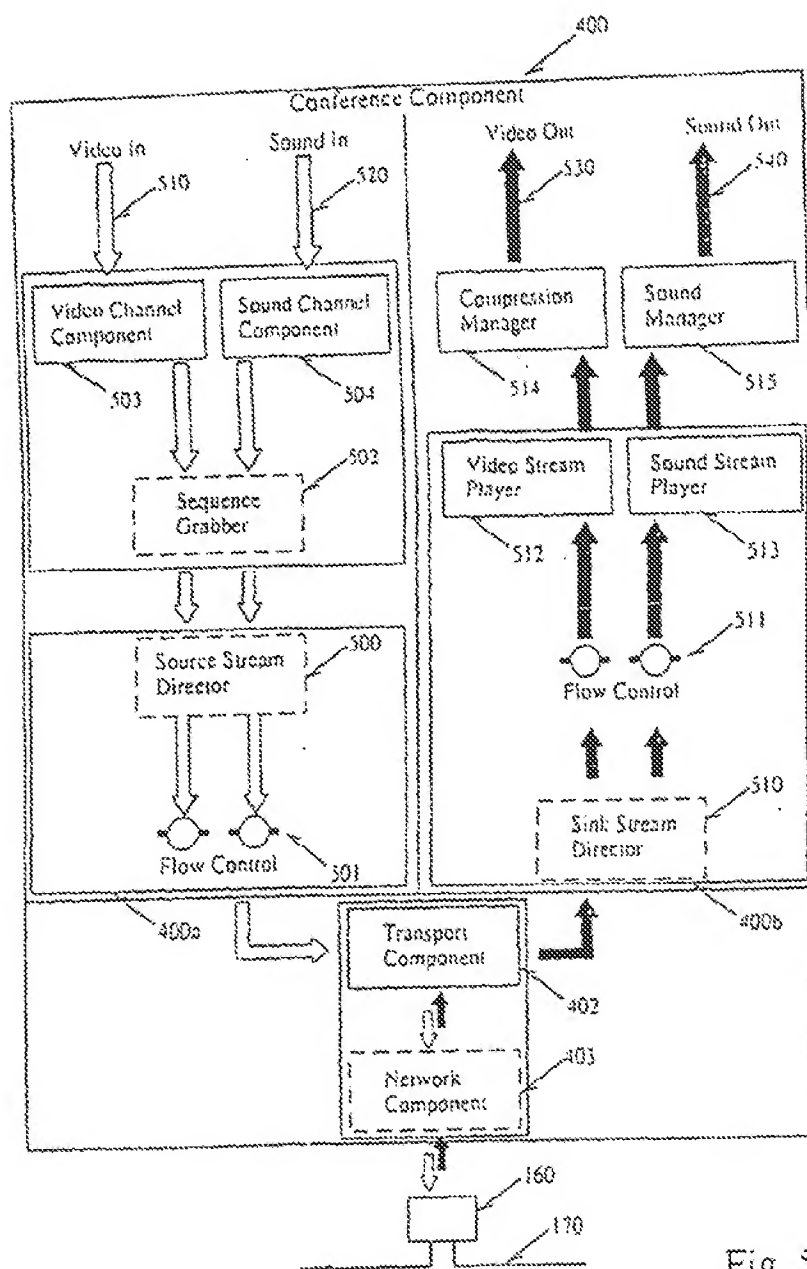 400
Conference Component
Video In
Sound In
Video Out
Sound Out
510
520
530
540
Video Channel
Component
Sound Channel
Component
Compression
Manager
Sound
Manager
503
504
514
515
502
Sequence
Grabber
Video Stream
Player
Sound Stream
Player
512
513
500
Source Stream
Director
511
Flow Control
510
Sink Stream
Director
Flow Control
501
400a
400b
Transport
Component
402
403
Network
Component
160
170
Fig.